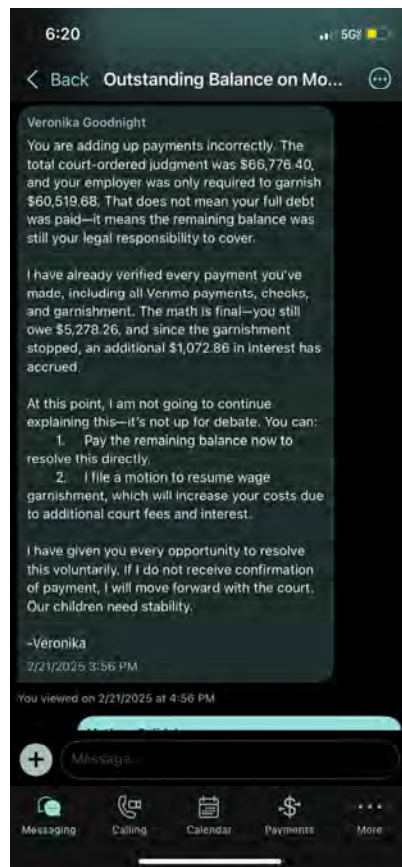 6:20
5G
Back Outstanding Balance on Mo...
Veronika Goodnight
You are adding up payments incorrectly. The
total court-ordered judgment was $66,776.40,
and your employer was only required to garnish
$60,519.68. That does not mean your full debt
was paid—it means the remaining balance was
still your legal responsibility to cover.
I have already verified every payment you've
made, including all Venmo payments, checks,
and garnishment. The math is final—you still
owe $5,278.26, and since the garnishment
stopped, an additional $1,072.86 in interest has
accrued.
At this point, I am not going to continue
explaining this—it's not up for debate. You can:
1. Pay the remaining balance now to
resolve this directly.
2. I file a motion to resume wage
garnishment, which will increase your costs due
to additional court fees and interest.
I have given you every opportunity to resolve
this voluntarily. If I do not receive confirmation
of payment, I will move forward with the court.
Our children need stability.
-Veronika
2/21/2025 3:56 PM
You viewed on 2/21/2025 at 4:56 PM
Message...
Messaging Calling Calendar Payments More